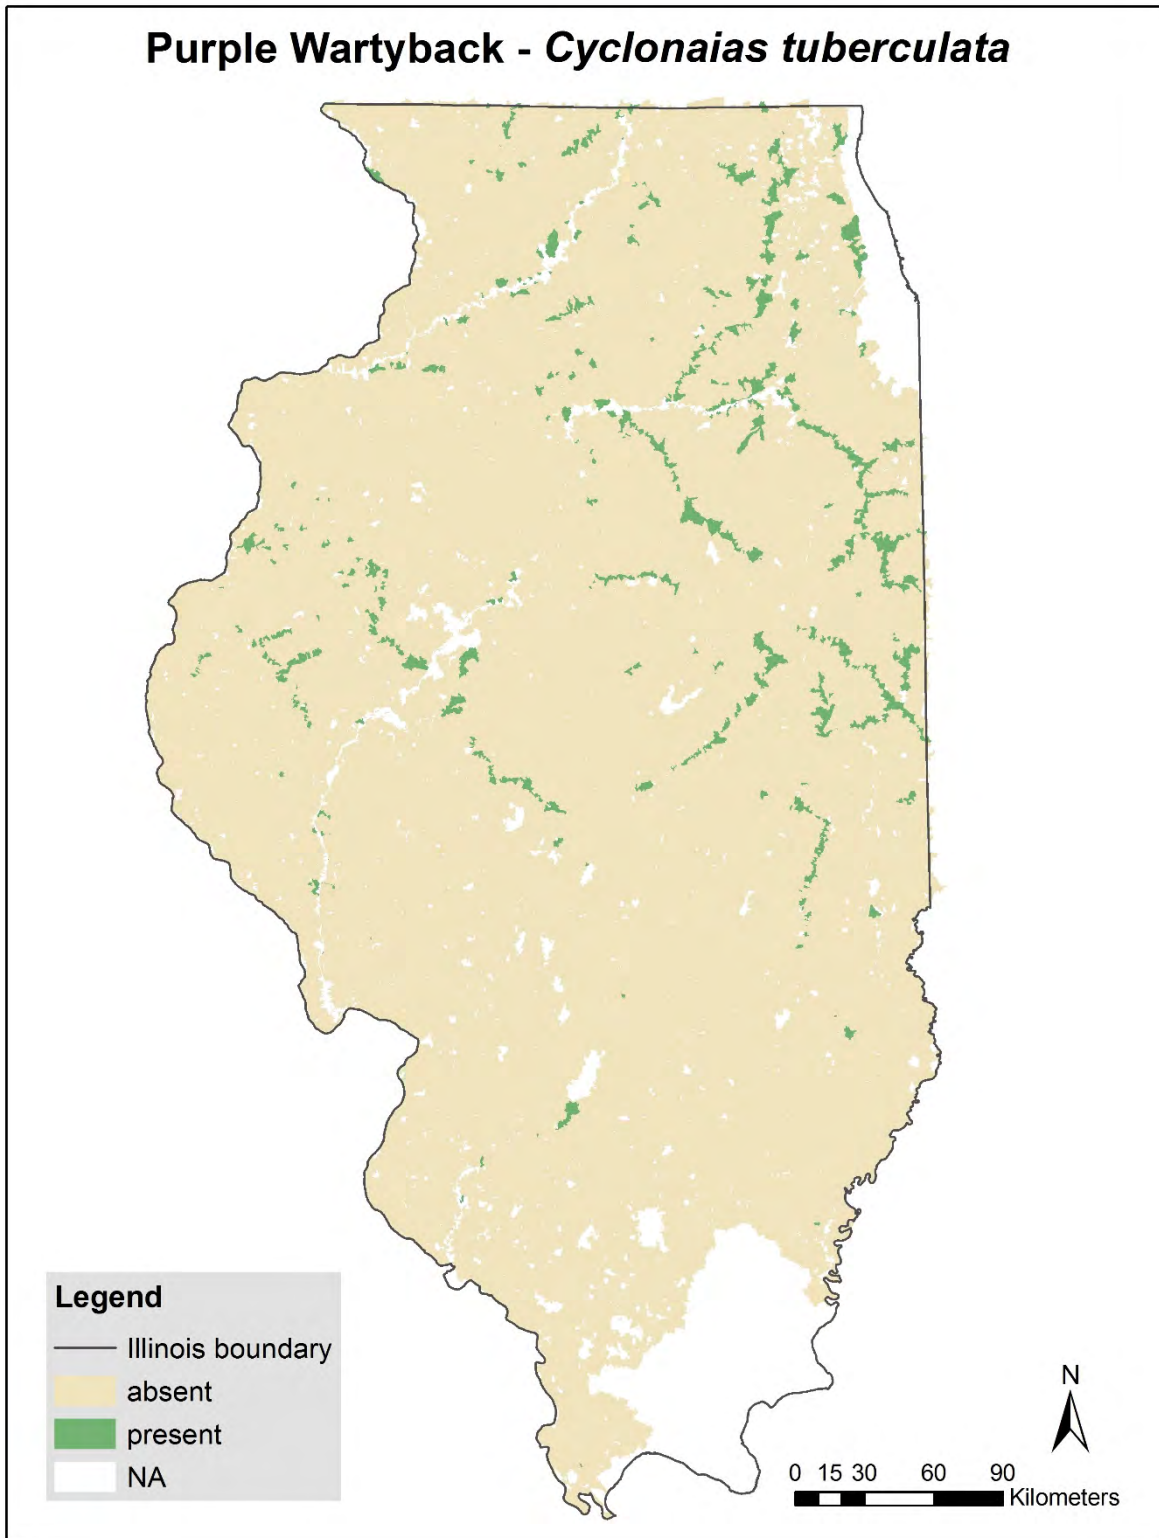 Purple Wartyback - Cyclonaias tuberculata
Legend
Illinois boundary
absent
present
NA
N
0 15 30 60 90
Kilometers